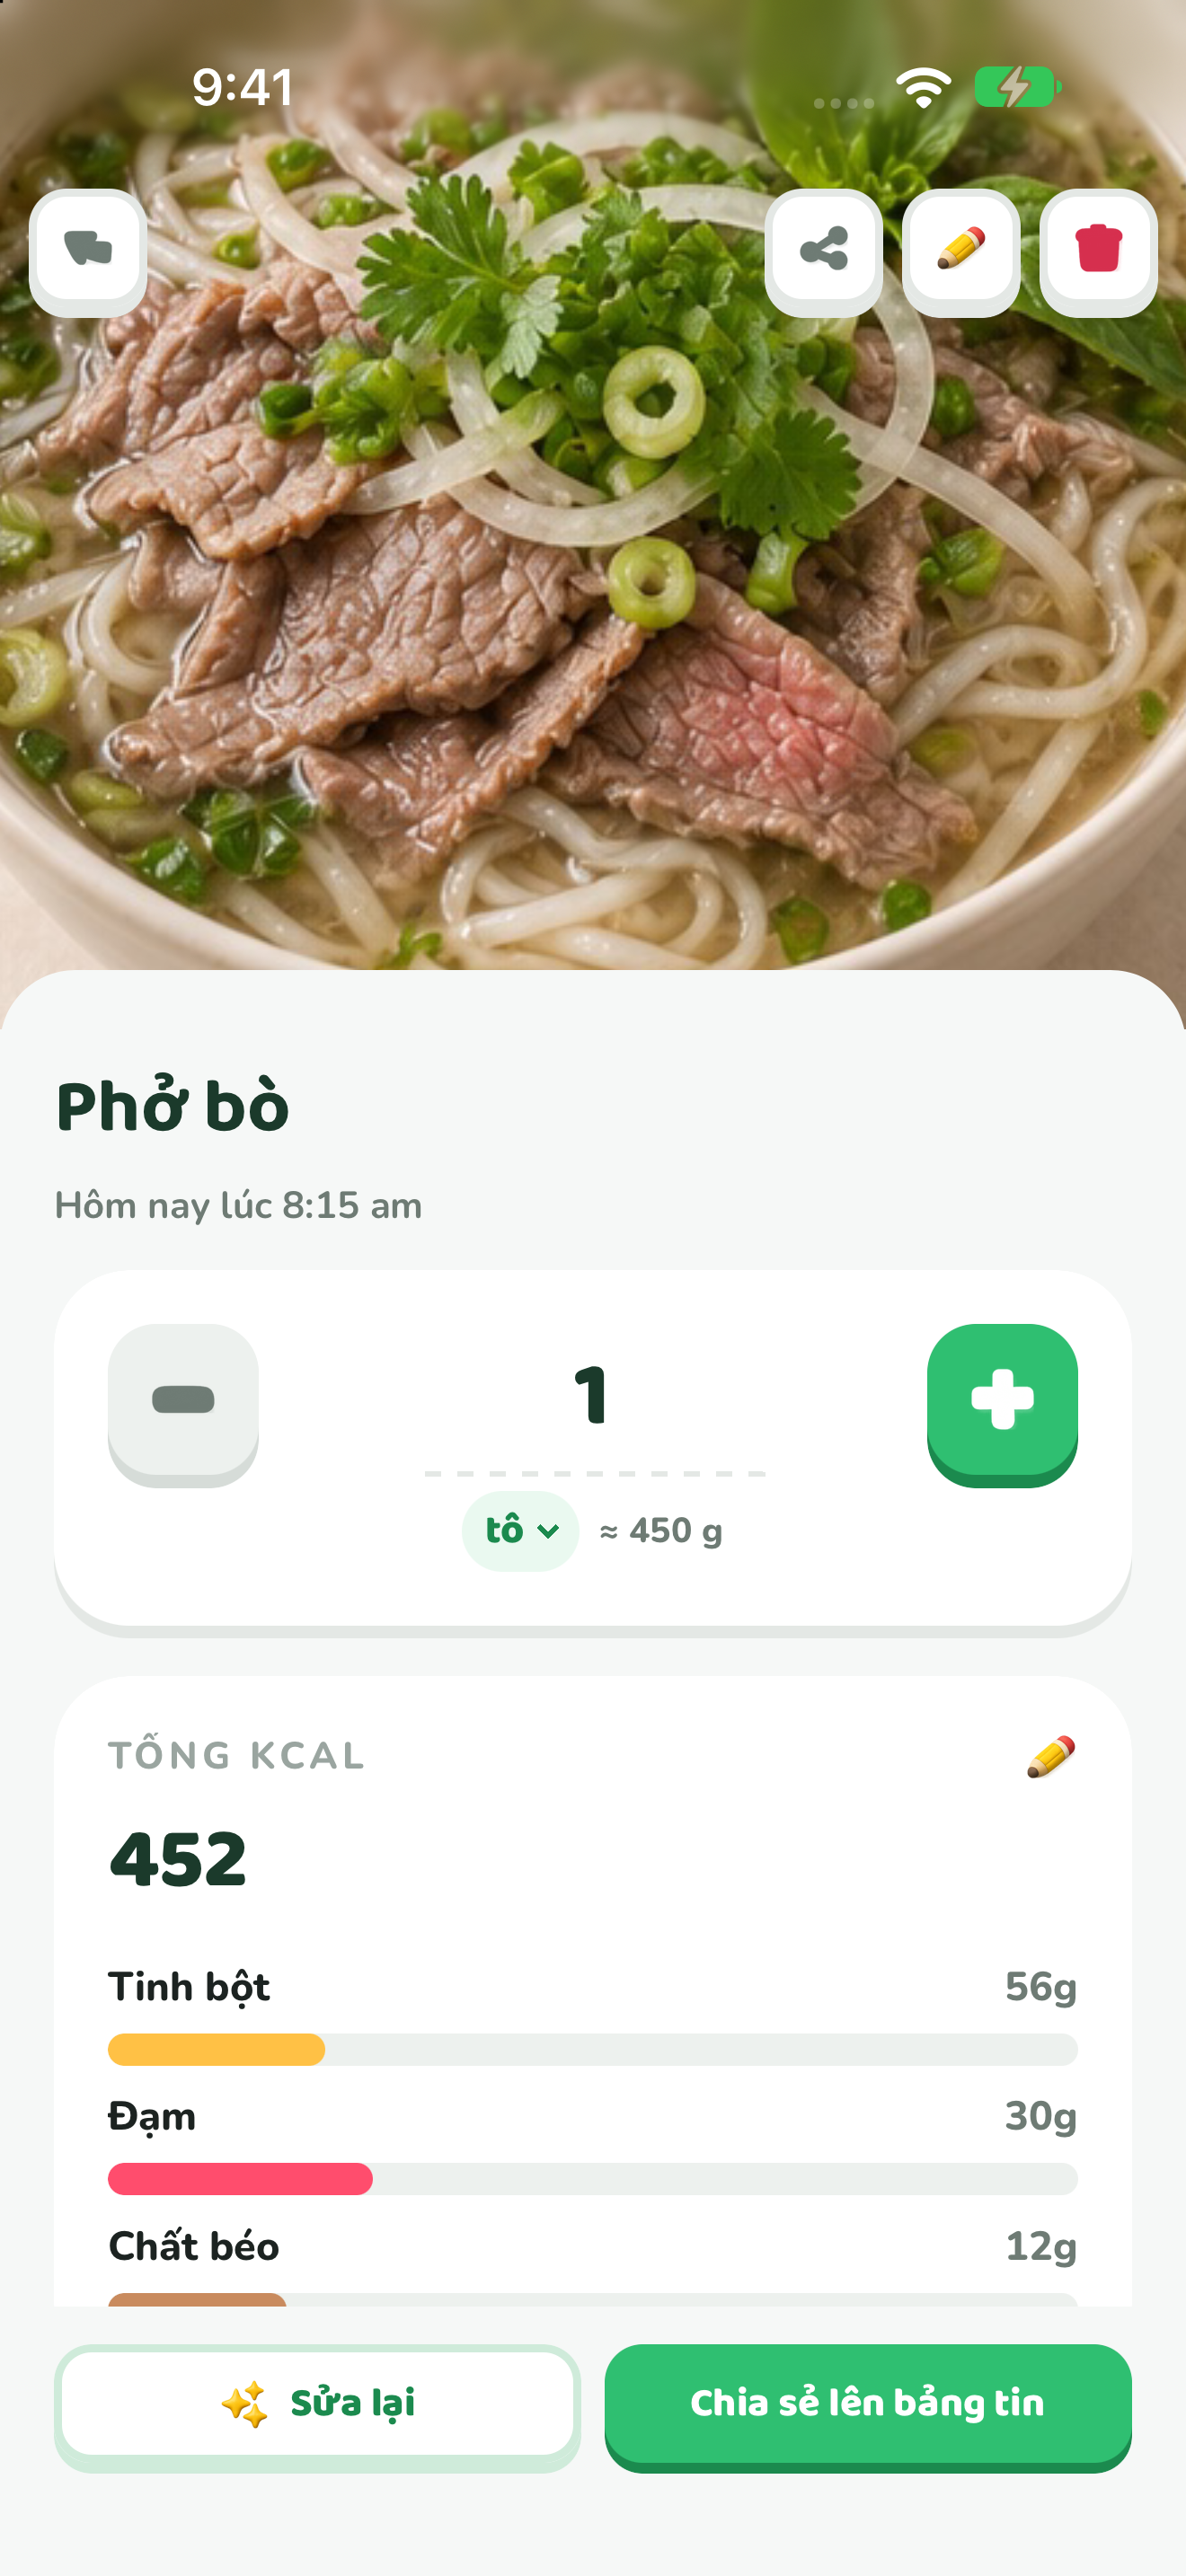 9:41
Phở bò
Hôm nay lúc 8:15 am
1
tô ≈ 450 g
TỔNG KCAL
452
Tinh bột 56g
Đạm 30g
Chất béo 12g
Sửa lại
Chia sẻ lên bảng tin